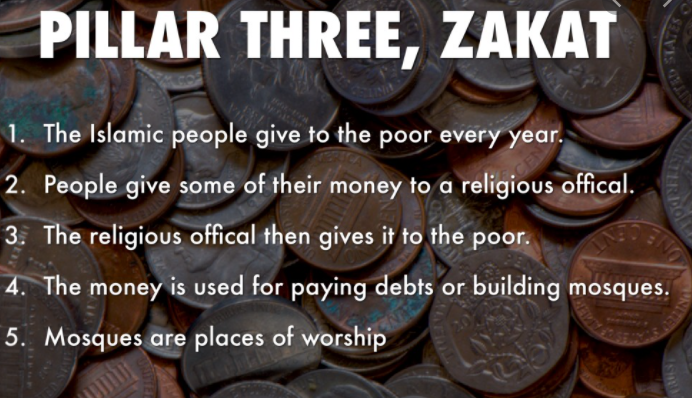 PILLAR THREE, ZAKAT
1. The Islamic people give to the poor every year.
2. People give some of their money to a religious offical.
3. The religious offical then gives it to the poor.
4. The money is used for paying debts or building mosques.
5. Mosques are places of worship